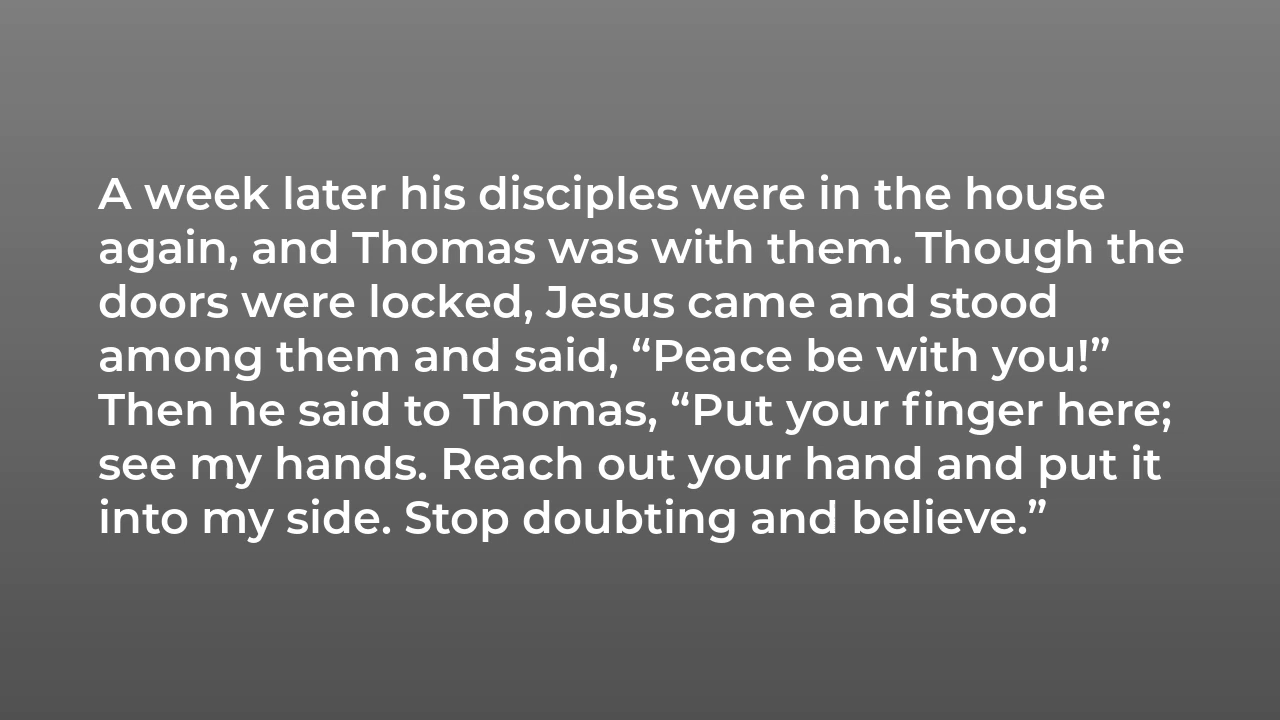 A week later his disciples were in the house
again, and Thomas was with them. Though the
doors were locked, Jesus came and stood
among them and said, “Peace be with you!”
Then he said to Thomas, “Put your finger here;
see my hands. Reach out your hand and put it
into my side. Stop doubting and believe.”